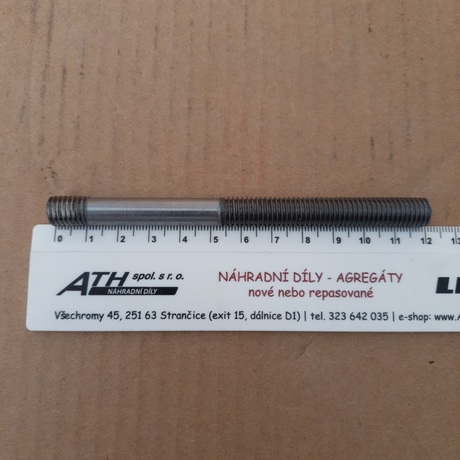 0 1 2 3 4 5 6 7 8 9 10 11 12 13
ATH spol. s r. o.
NÁHRADNÍ DÍLY
NÁHRADNÍ DÍLY - AGREGÁTY
nové nebo repasované
Všechromy 45, 251 63 Strančice (exit 15, dálnice D1) | tel. 323 642 035 | e-shop: www.